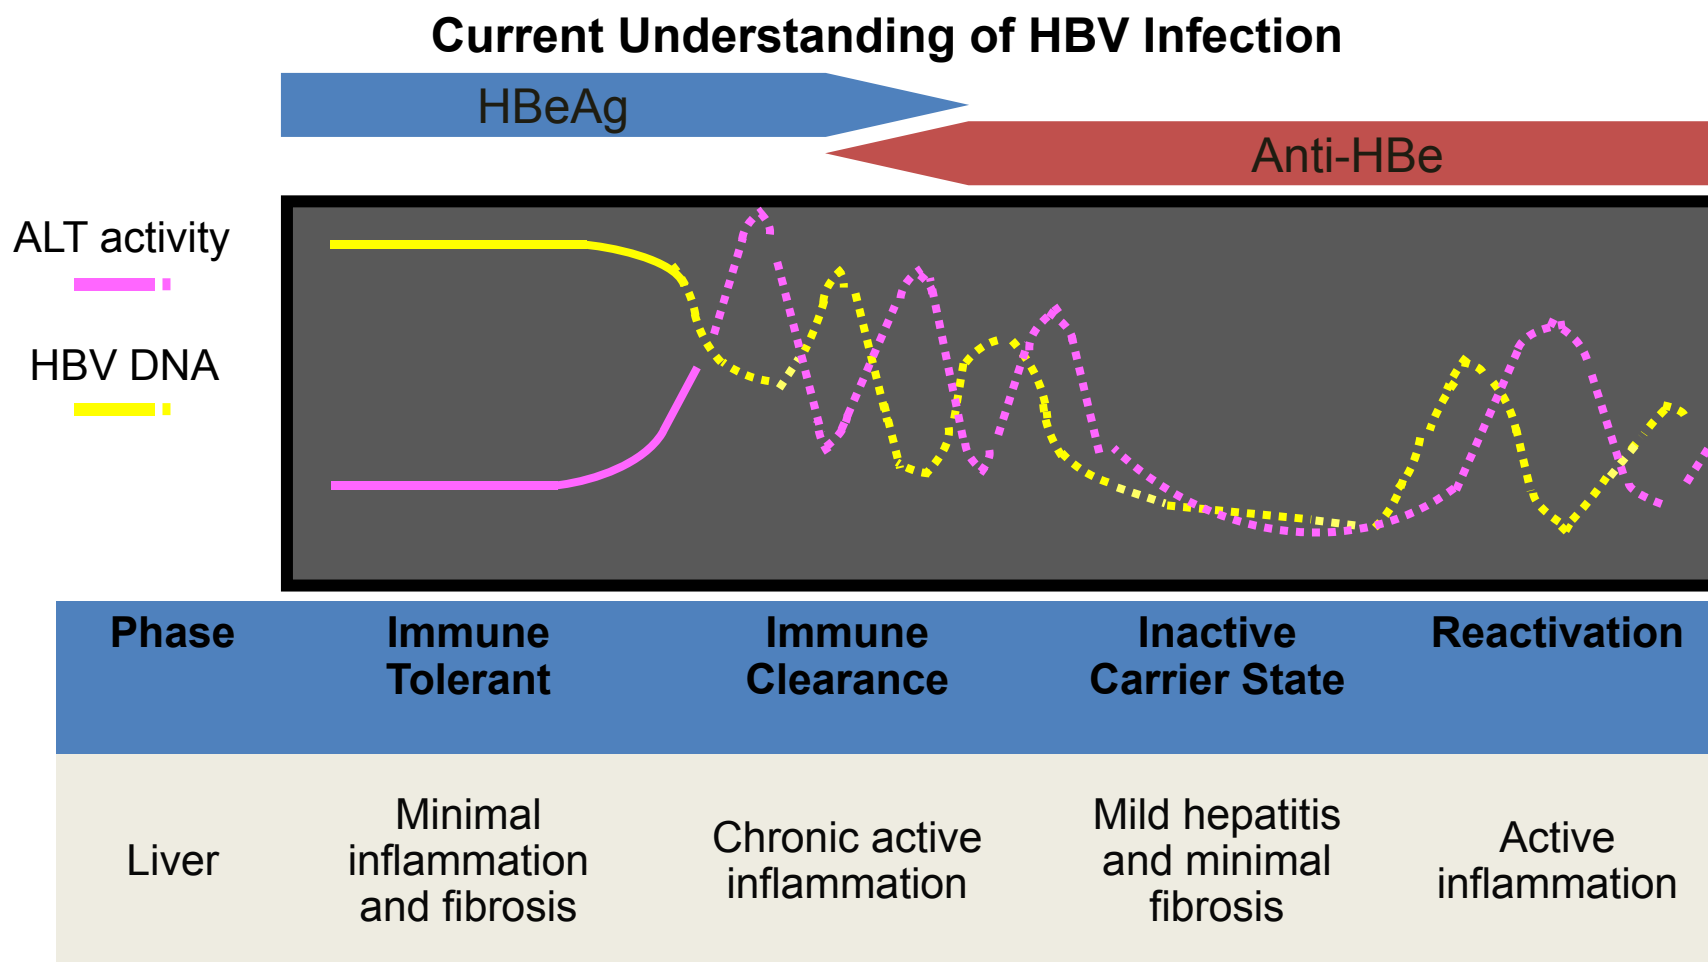 Current Understanding of HBV Infection
HBeAg
Anti-HBe
ALT activity
HBV DNA
Phase
Immune
Tolerant
Immune
Clearance
Inactive
Carrier State
Reactivation
Liver
Minimal
inflammation
and fibrosis
Chronic active
inflammation
Mild hepatitis
and minimal
fibrosis
Active
inflammation